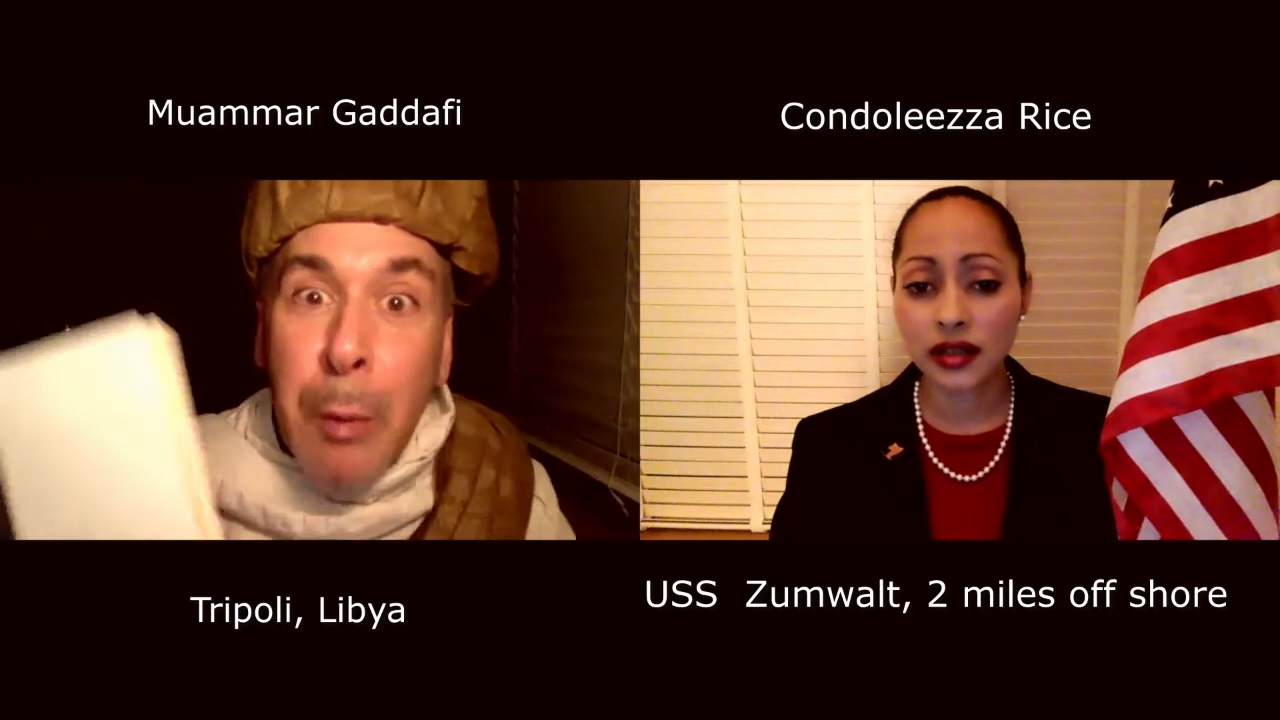 Muammar Gaddafi
Condoleezza Rice
Tripoli, Libya
USS Zumwalt, 2 miles off shore